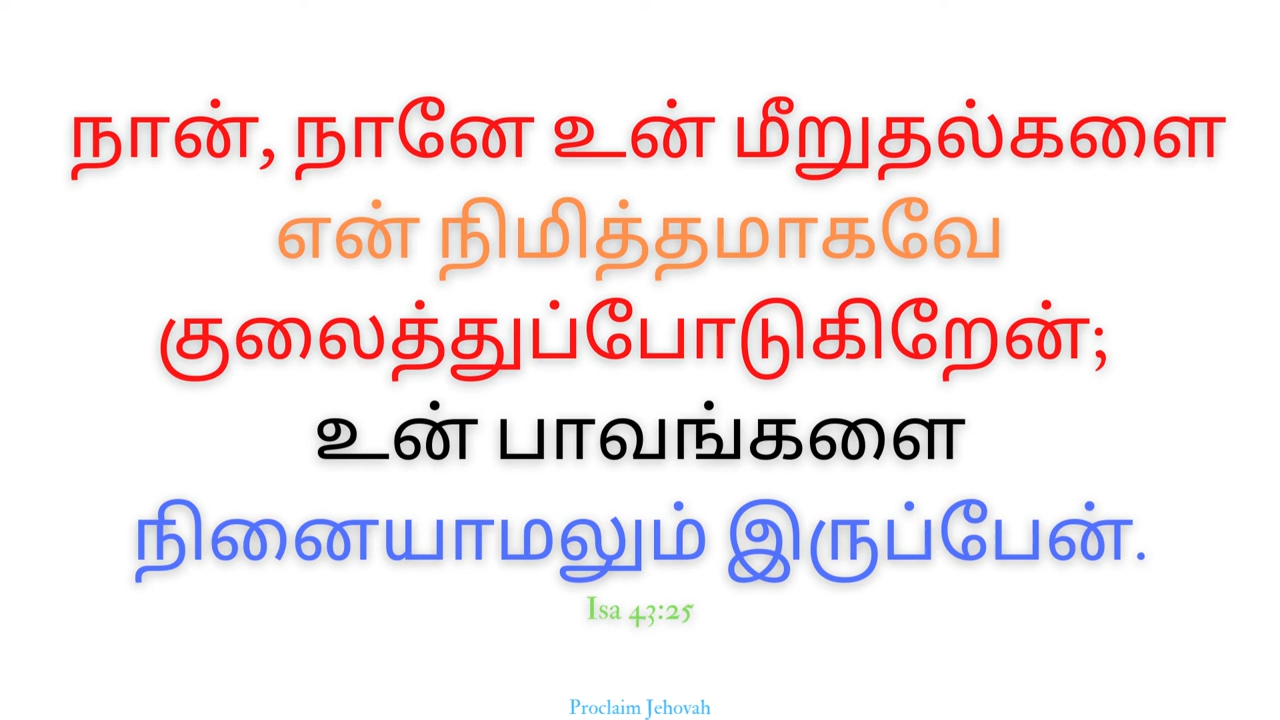 நான், நானே உன் மீறுதல்களை
என் நிமித்தமாகவே
குலைத்துப்போடுகிறேன்;
உன் பாவங்களை
நினையாமலும் இருப்பேன்.
Isa 43:25
Proclaim Jehovah